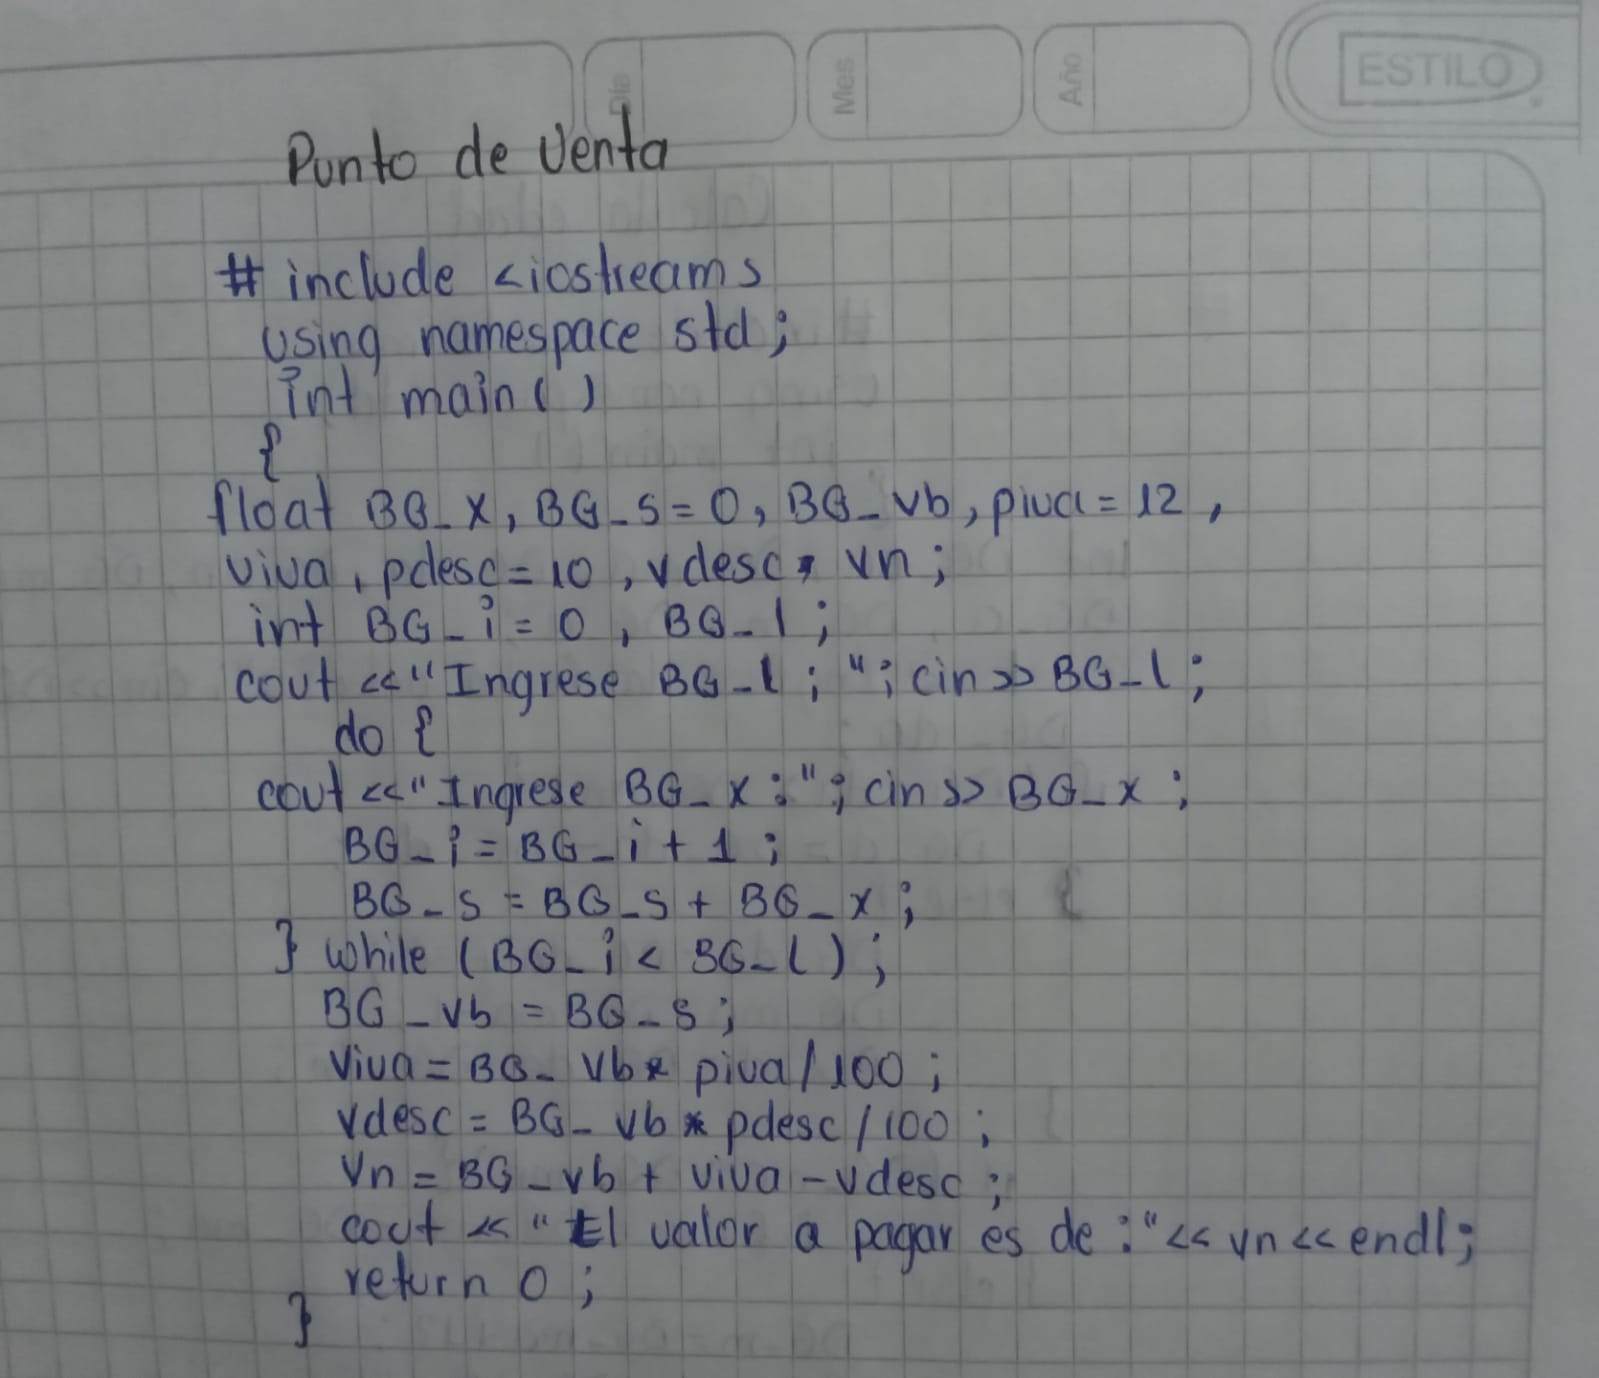 Día
Mes
Año
ESTILO
Punto de Venta
# include <iostream>
using namespace std;
int main()
{
float BG_x, BG_s=0, BG_vb, piva=12,
viva, pdesc=10, vdesc, vn;
int BG_i=0, BG_l;
cout <<"Ingrese BG_l ; "; cin>> BG_l;
do {
cout <<"Ingrese BG_x :"; cin >> BG_x ;
BG_i = BG_i + 1 ;
BG_s = BG_s + BG_x ;
} while (BG_i < BG_l) ;
BG_vb = BG_s ;
viva = BG_vb * piva/100 ;
vdesc = BG_vb * pdesc/100 ;
Vn = BG_vb + viva - vdesc ;
cout << "El valor a pagar es de :"<< vn << endl;
return 0 ;
}